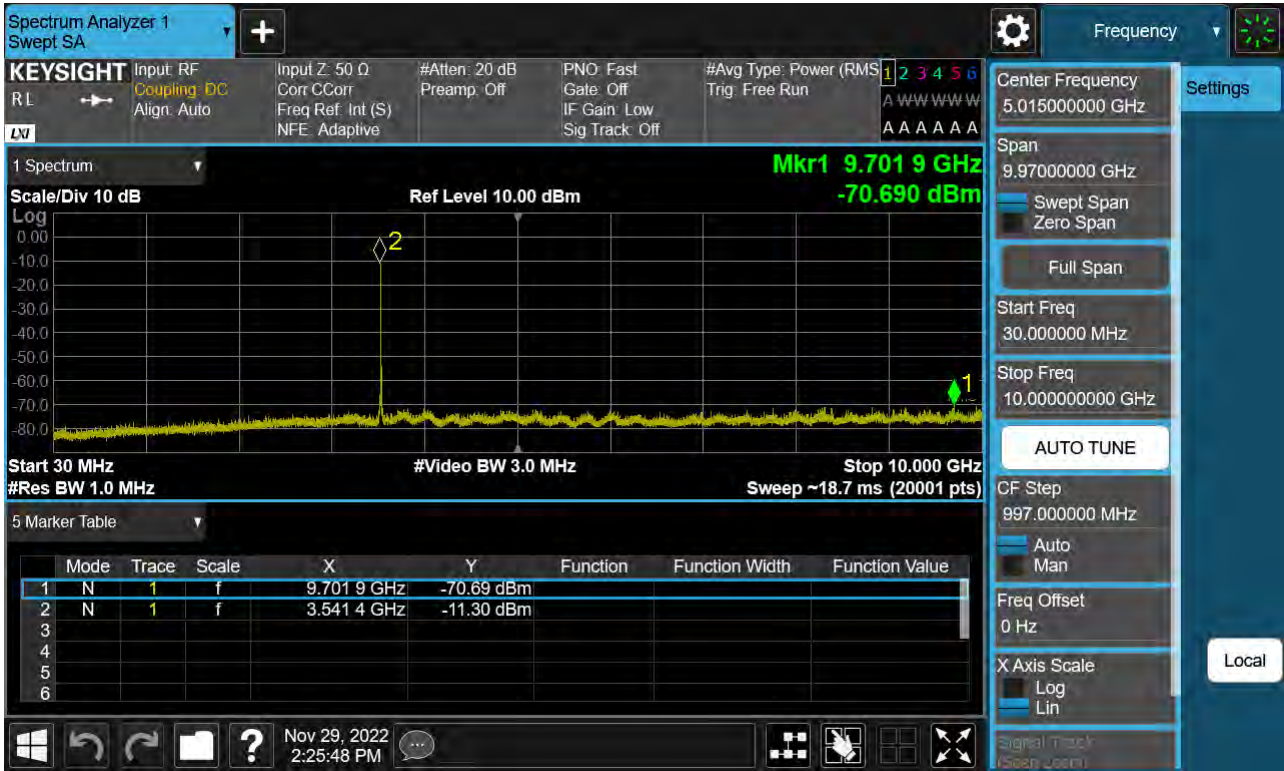 Spectrum Analyzer 1
Swept SA
Frequency
KEYSIGHT
RL
LXI
Input: RF
Coupling: DC
Align: Auto
Input Z: 50 Ω
Corr CCorr
Freq Ref: Int (S)
NFE: Adaptive
#Atten: 20 dB
Preamp: Off
PNO: Fast
Gate: Off
IF Gain: Low
Sig Track: Off
#Avg Type: Power (RMS
Trig: Free Run
1 2 3 4 5 6
A W W W W W
A A A A A A
1 Spectrum
Mkr1 9.701 9 GHz
-70.690 dBm
Scale/Div 10 dB
Ref Level 10.00 dBm
Log
0.00
-10.0
-20.0
-30.0
-40.0
-50.0
-60.0
-70.0
-80.0
2
1
Start 30 MHz
#Video BW 3.0 MHz
Stop 10.000 GHz
#Res BW 1.0 MHz
Sweep ~18.7 ms (20001 pts)
5 Marker Table
Mode Trace Scale X Y Function Function Width Function Value
1 N 1 f 9.701 9 GHz -70.69 dBm
2 N 1 f 3.541 4 GHz -11.30 dBm
3
4
5
6
Nov 29, 2022
2:25:48 PM
Center Frequency
5.015000000 GHz
Span
9.97000000 GHz
Swept Span
Zero Span
Full Span
Start Freq
30.000000 MHz
Stop Freq
10.000000000 GHz
AUTO TUNE
CF Step
997.000000 MHz
Auto
Man
Freq Offset
0 Hz
X Axis Scale
Log
Lin
Signal Track
(Span Zoom)
Settings
Local